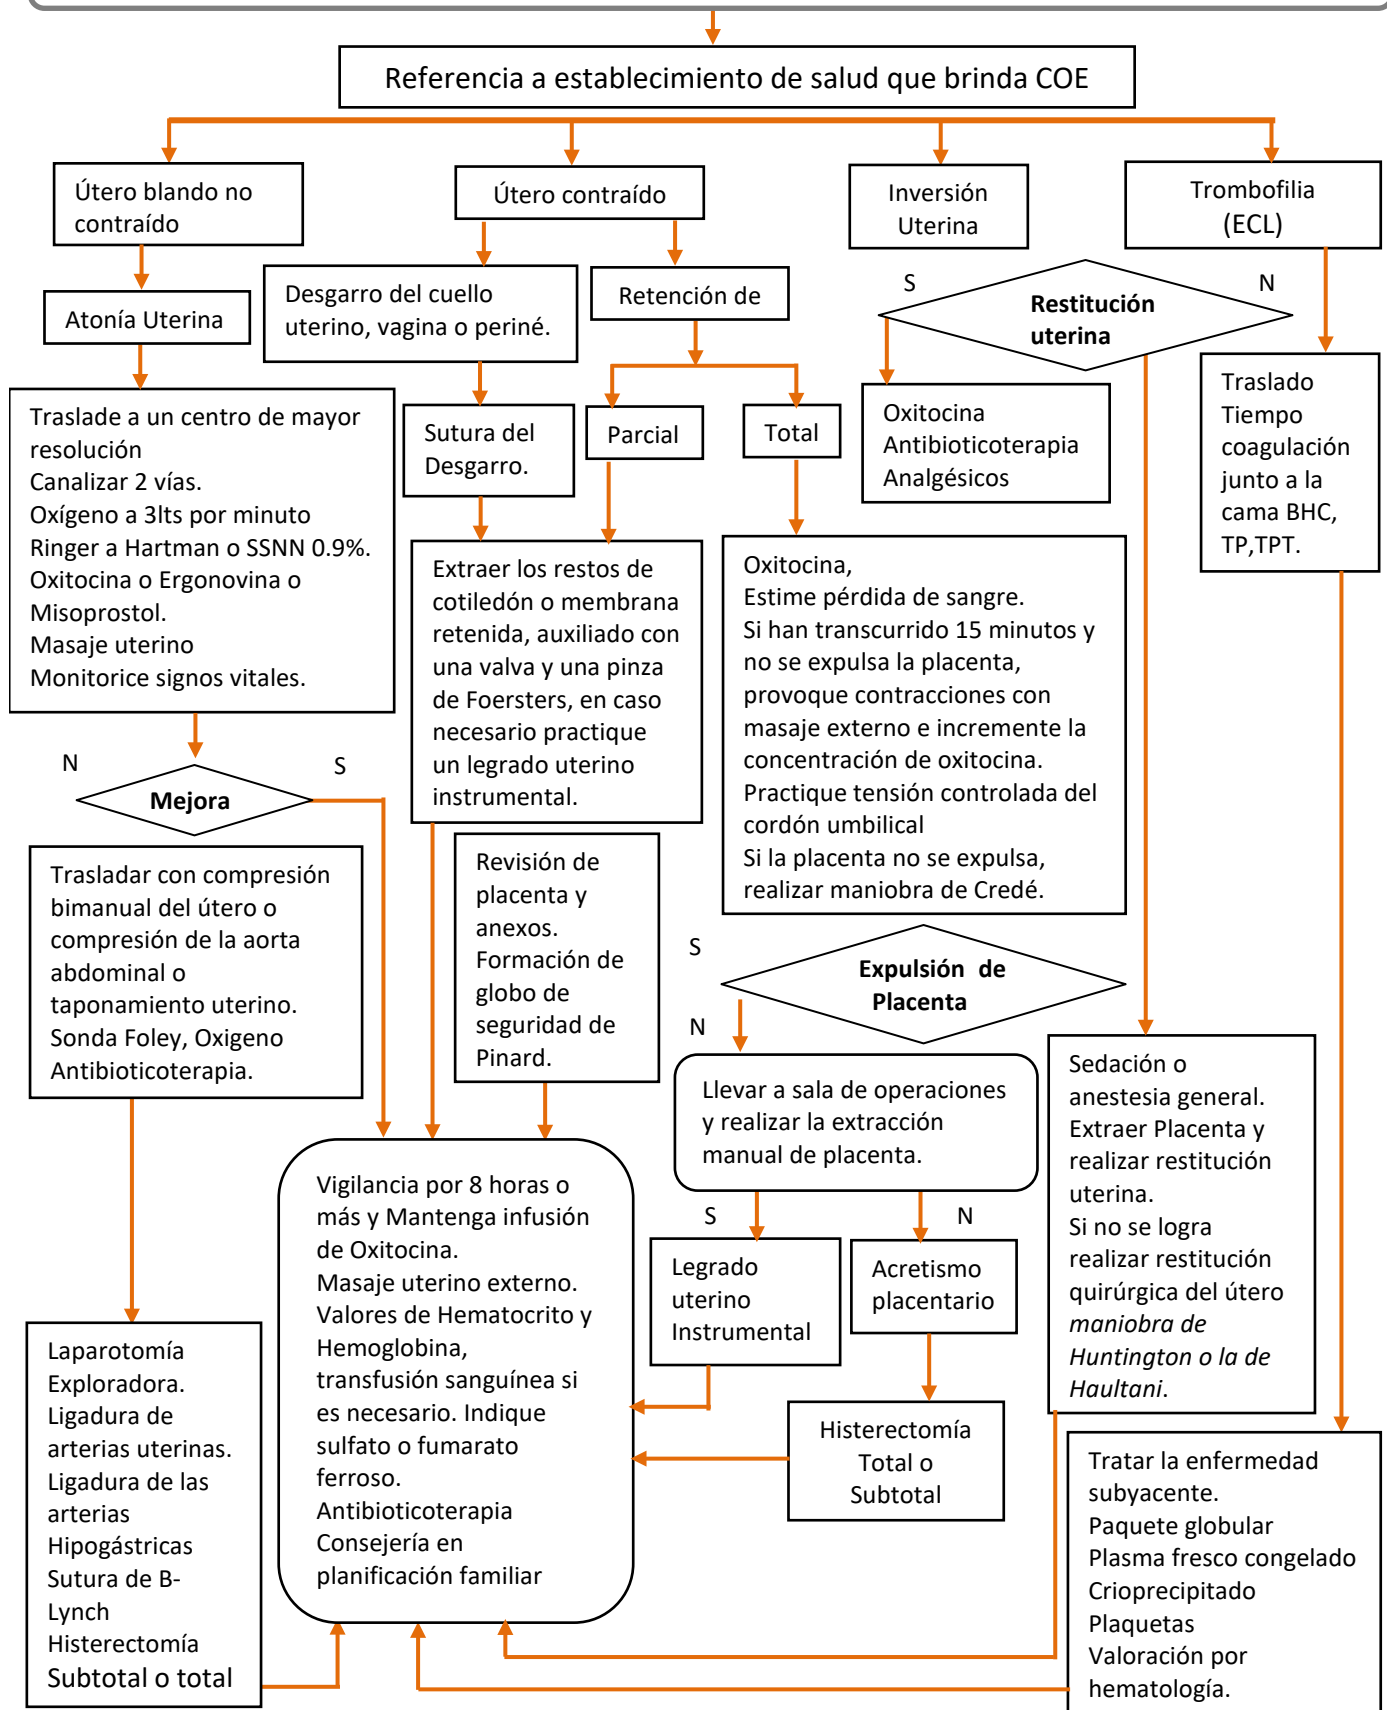 Referencia a establecimiento de salud que brinda COE
Útero blando no
contraído
Útero contraído
Inversión
Uterina
Trombofilia
(ECL)
Atonía Uterina
Desgarro del cuello
uterino, vagina o periné.
Retención de
S
N
Restitución
uterina
Traslade a un centro de mayor
resolución
Canalizar 2 vías.
Oxígeno a 3lts por minuto
Ringer a Hartman o SSNN 0.9%.
Oxitocina o Ergonovina o
Misoprostol.
Masaje uterino
Monitorice signos vitales.
Sutura del
Desgarro.
Parcial
Total
Oxitocina
Antibioticoterapia
Analgésicos
Traslado
Tiempo
coagulación
junto a la
cama BHC,
TP,TPT.
Extraer los restos de
cotiledón o membrana
retenida, auxiliado con
una valva y una pinza
de Foersters, en caso
necesario practique
un legrado uterino
instrumental.
Oxitocina,
Estime pérdida de sangre.
Si han transcurrido 15 minutos y
no se expulsa la placenta,
provoque contracciones con
masaje externo e incremente la
concentración de oxitocina.
Practique tensión controlada del
cordón umbilical
Si la placenta no se expulsa,
realizar maniobra de Credé.
N
S
Mejora
Trasladar con compresión
bimanual del útero o
compresión de la aorta
abdominal o
taponamiento uterino.
Sonda Foley, Oxigeno
Antibioticoterapia.
Revisión de
placenta y
anexos.
Formación de
globo de
seguridad de
Pinard.
S
Expulsión de
Placenta
N
Llevar a sala de operaciones
y realizar la extracción
manual de placenta.
Sedación o
anestesia general.
Extraer Placenta y
realizar restitución
uterina.
Si no se logra
realizar restitución
quirúrgica del útero
maniobra de
Huntington o la de
Haultani.
Vigilancia por 8 horas o
más y Mantenga infusión
de Oxitocina.
Masaje uterino externo.
Valores de Hematocrito y
Hemoglobina,
transfusión sanguínea si
es necesario. Indique
sulfato o fumarato
ferroso.
Antibioticoterapia
Consejería en
planificación familiar
S
N
Legrado
uterino
Instrumental
Acretismo
placentario
Laparotomía
Exploradora.
Ligadura de
arterias uterinas.
Ligadura de las
arterias
Hipogástricas
Sutura de B-
Lynch
Histerectomía
Subtotal o total
Histerectomía
Total o
Subtotal
Tratar la enfermedad
subyacente.
Paquete globular
Plasma fresco congelado
Crioprecipitado
Plaquetas
Valoración por
hematología.